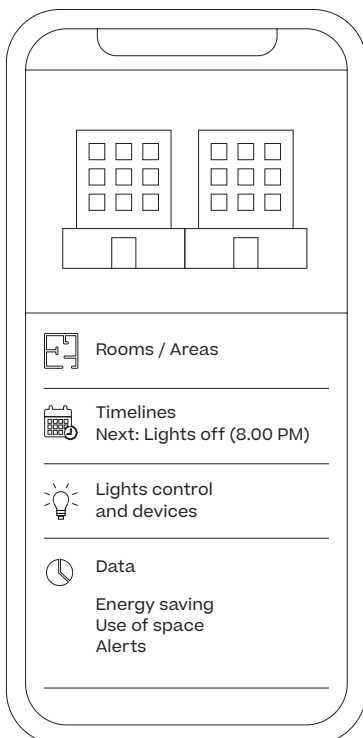 Rooms / Areas
Timelines
Next: Lights off (8.00 PM)
Lights control
and devices
Data
Energy saving
Use of space
Alerts